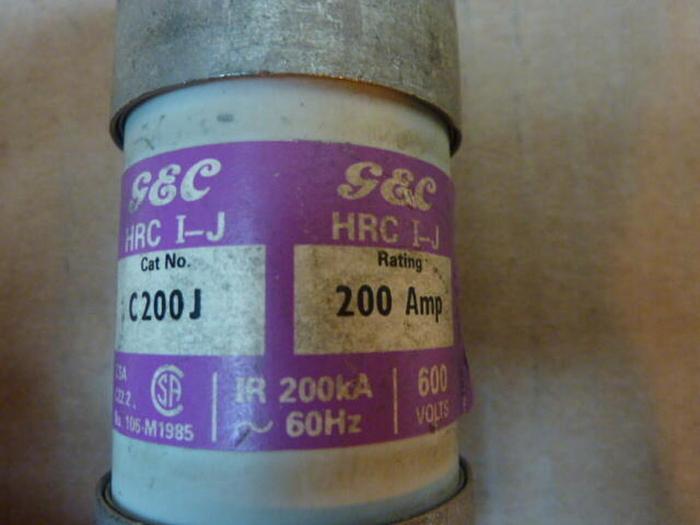 GEC
HRC I-J
Cat No.
C200J
GEC
HRC I-J
Rating
200 Amp
CSA
C22.2,
No. 106-M1985
CSA
IR 200kA
~ 60Hz
600
VOLTS